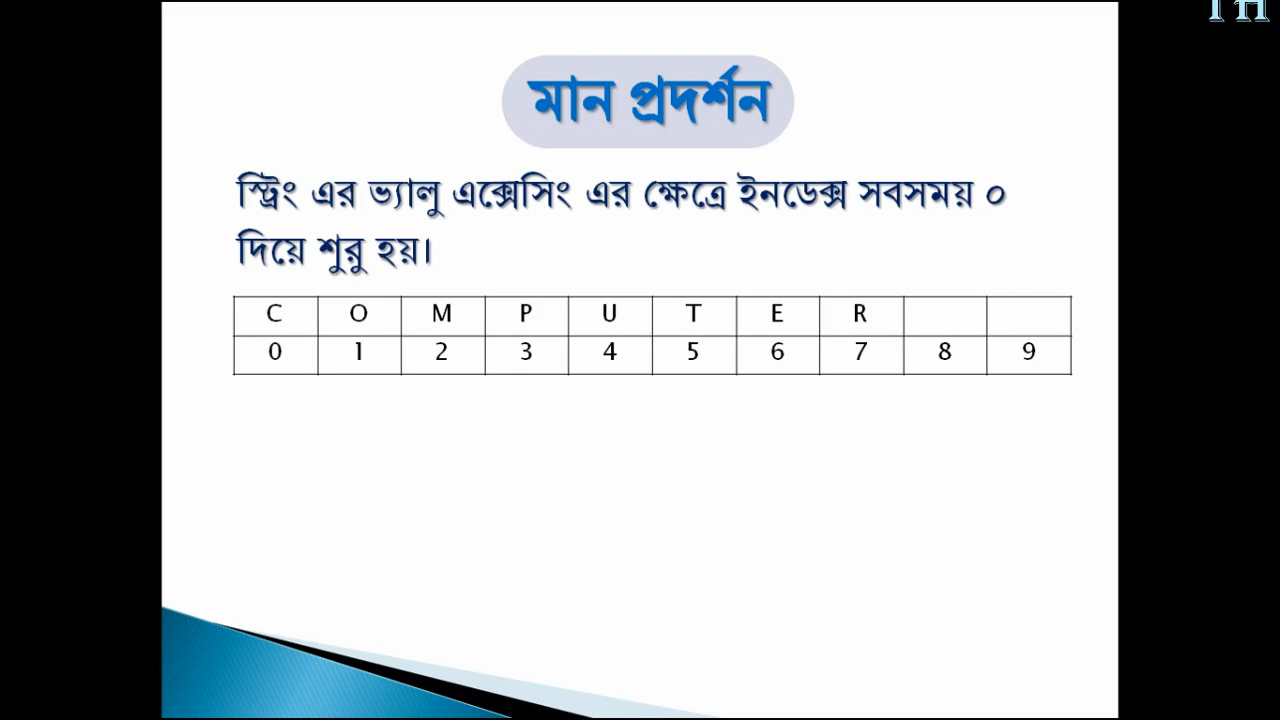 মান প্রদর্শন
স্ট্রিং এর ভ্যালু এক্সেসিং এর ক্ষেত্রে ইনডেক্স সবসময় ০
দিয়ে শুরু হয়।
C O M P U T E R
0 1 2 3 4 5 6 7 8 9